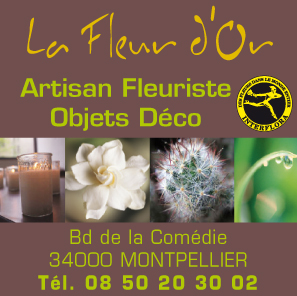 La Fleur d'Or
Artisan Fleuriste
Objets Déco
INTERFLORA
Bd de la Comédie
34000 MONTPELLIER
Tél. 08 50 20 30 02